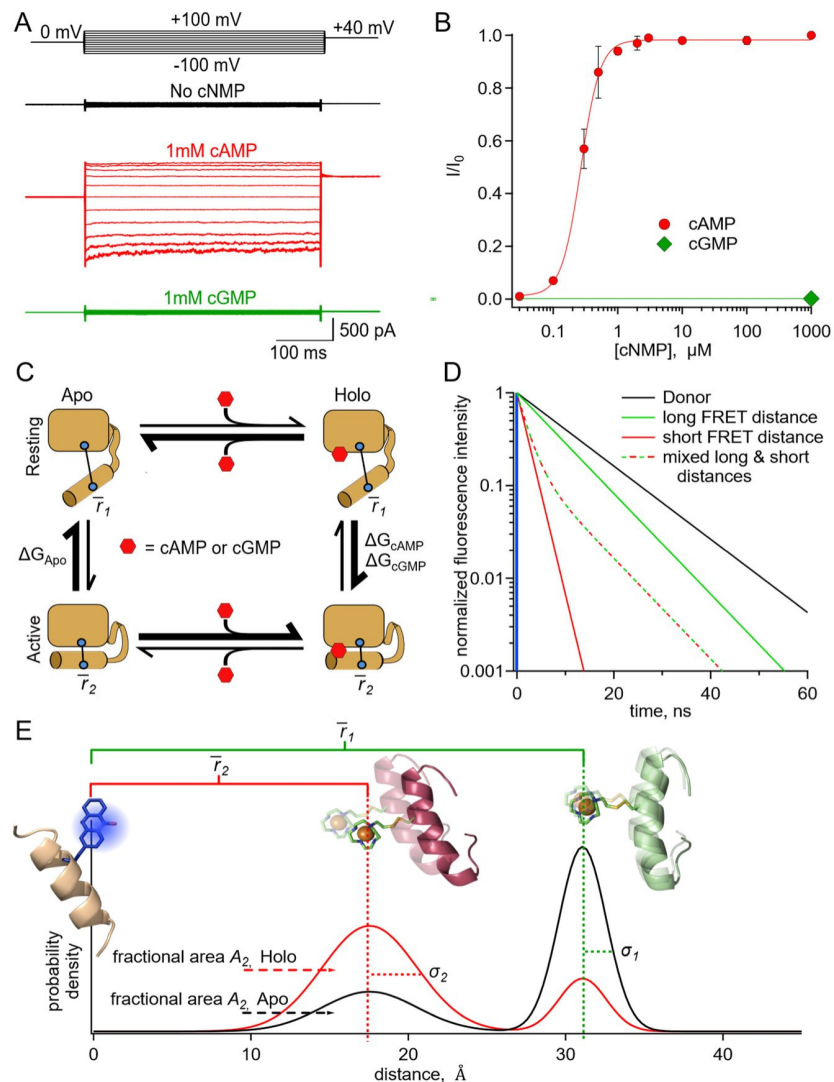 A
0 mV
+100 mV
+40 mV
-100 mV
No cNMP
1mM cAMP
1mM cGMP
500 pA
100 ms
B
I/I0
1.0
0.8
0.6
0.4
0.2
0.0
cAMP
cGMP
0.1
1
10
100
1000
[cNMP], μM
C
Apo
Holo
Resting
r̅1
ΔGApo
= cAMP or cGMP
ΔGcAMP
ΔGcGMP
Active
r̅2
r̅2
D
normalized fluorescence intensity
1
0.1
0.01
0.001
Donor
long FRET distance
short FRET distance
mixed long & short
distances
0
20
40
60
time, ns
E
r̅1
r̅2
probability
density
fractional area A2, Holo
fractional area A2, Apo
σ2
σ1
0
10
20
30
40
distance, Å